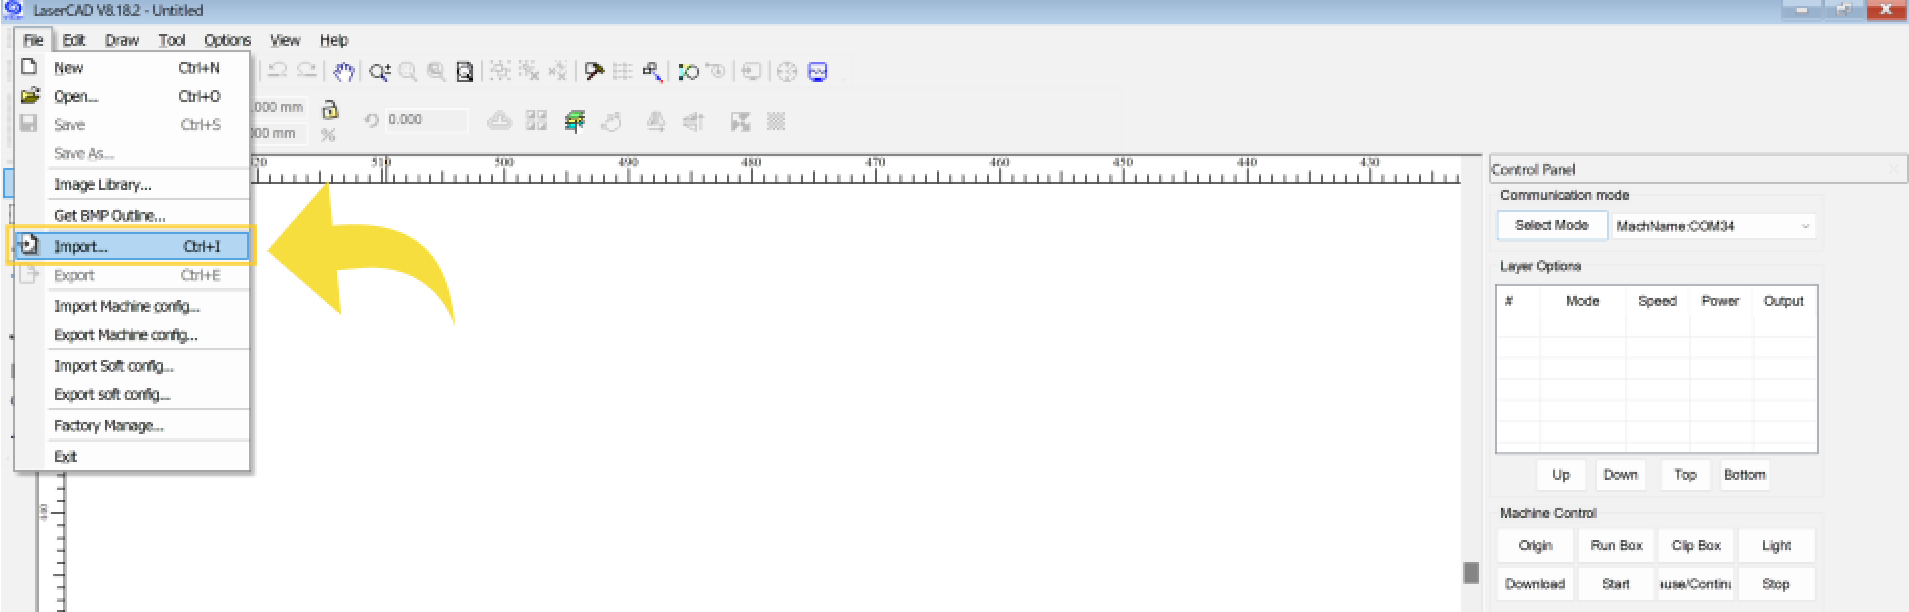 LaserCAD V8.18.2 - Untitled
File Edit Draw Tool Options View Help
New Ctrl+N
Open... Ctrl+O
Save Ctrl+S
Save As...
Image Library...
Get BMP Outline...
Import... Ctrl+I
Export Ctrl+E
Import Machine config...
Export Machine config...
Import Soft config...
Export soft config...
Factory Manage...
Exit
.000 mm
000 mm
%
0.000
510 500 490 480 470 460 450 440 430
Control Panel
Communication mode
Select Mode MachName:COM34
Layer Options
# Mode Speed Power Output
Up Down Top Bottom
Machine Control
Origin Run Box Clip Box Light
Download Start ause/Continu Stop